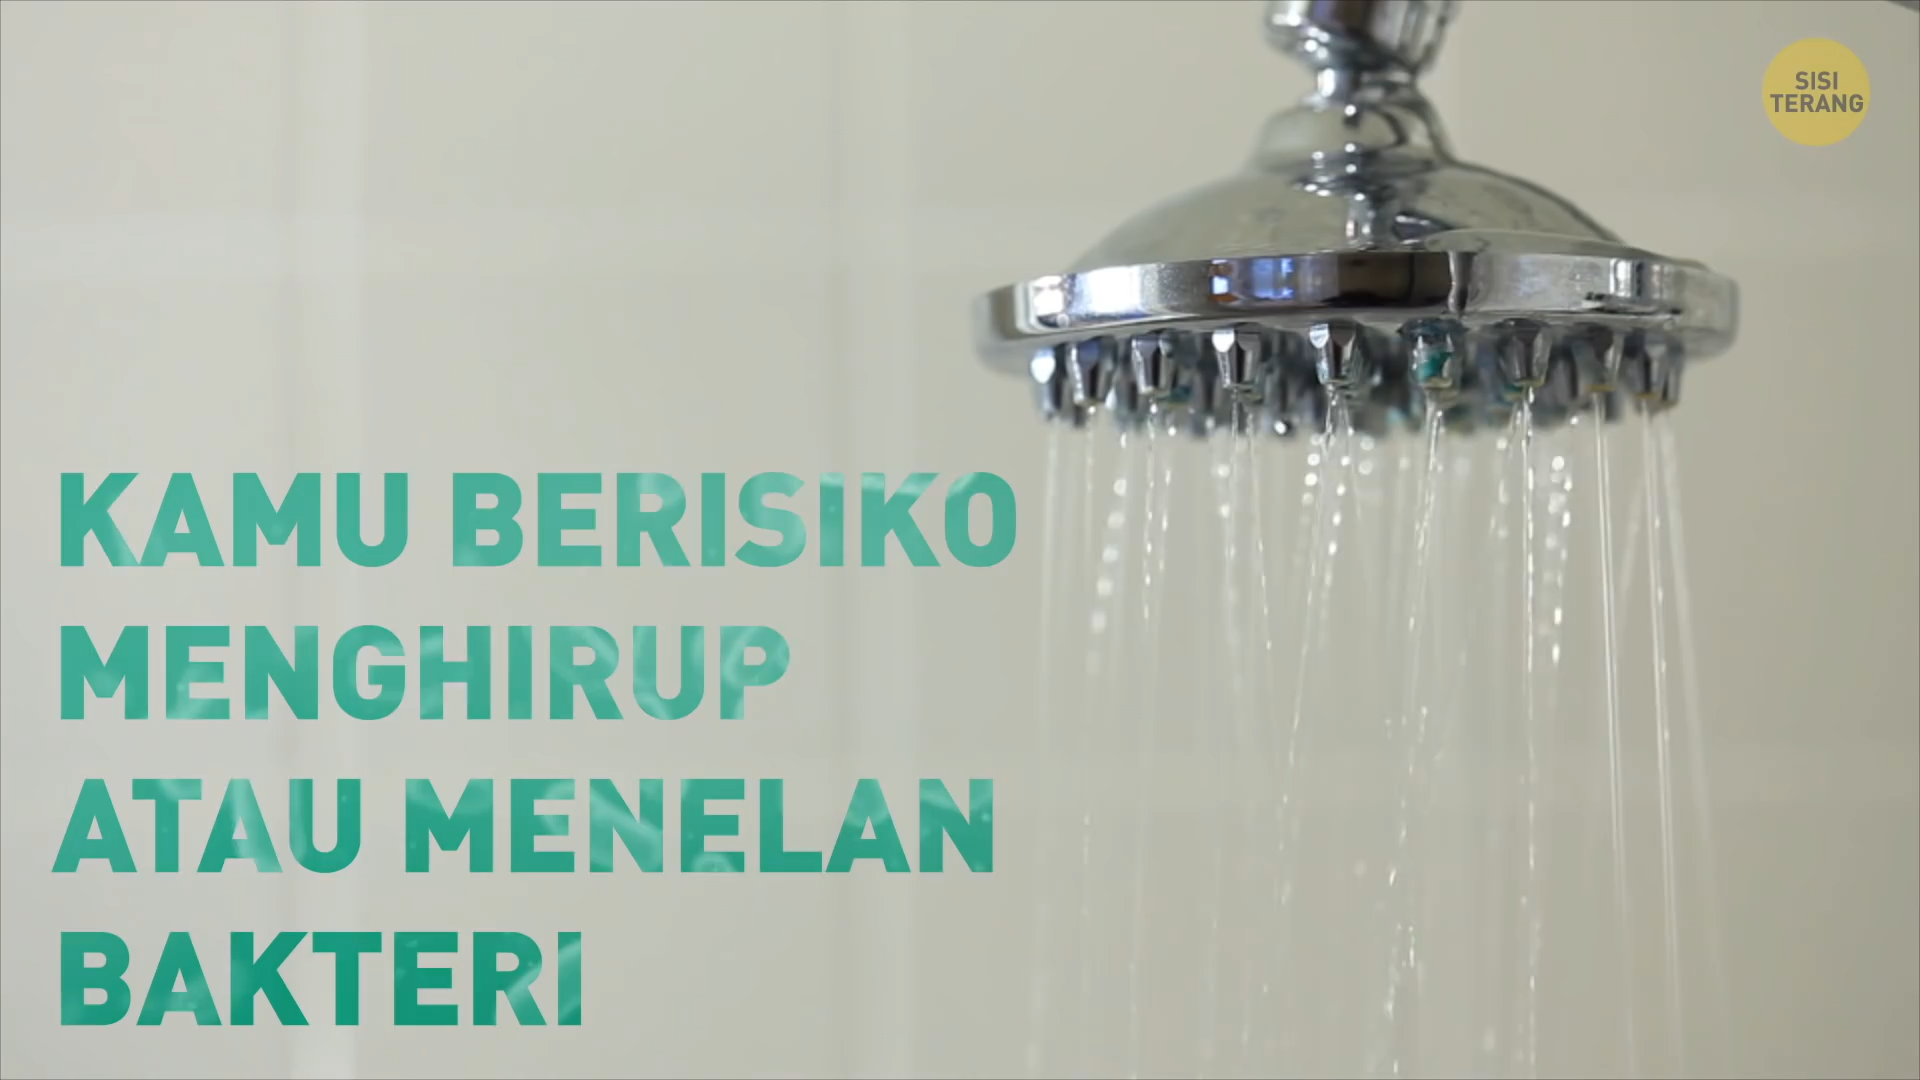 SISI
TERANG
KAMU BERISIKO
MENGHIRUP
ATAU MENELAN
BAKTERI